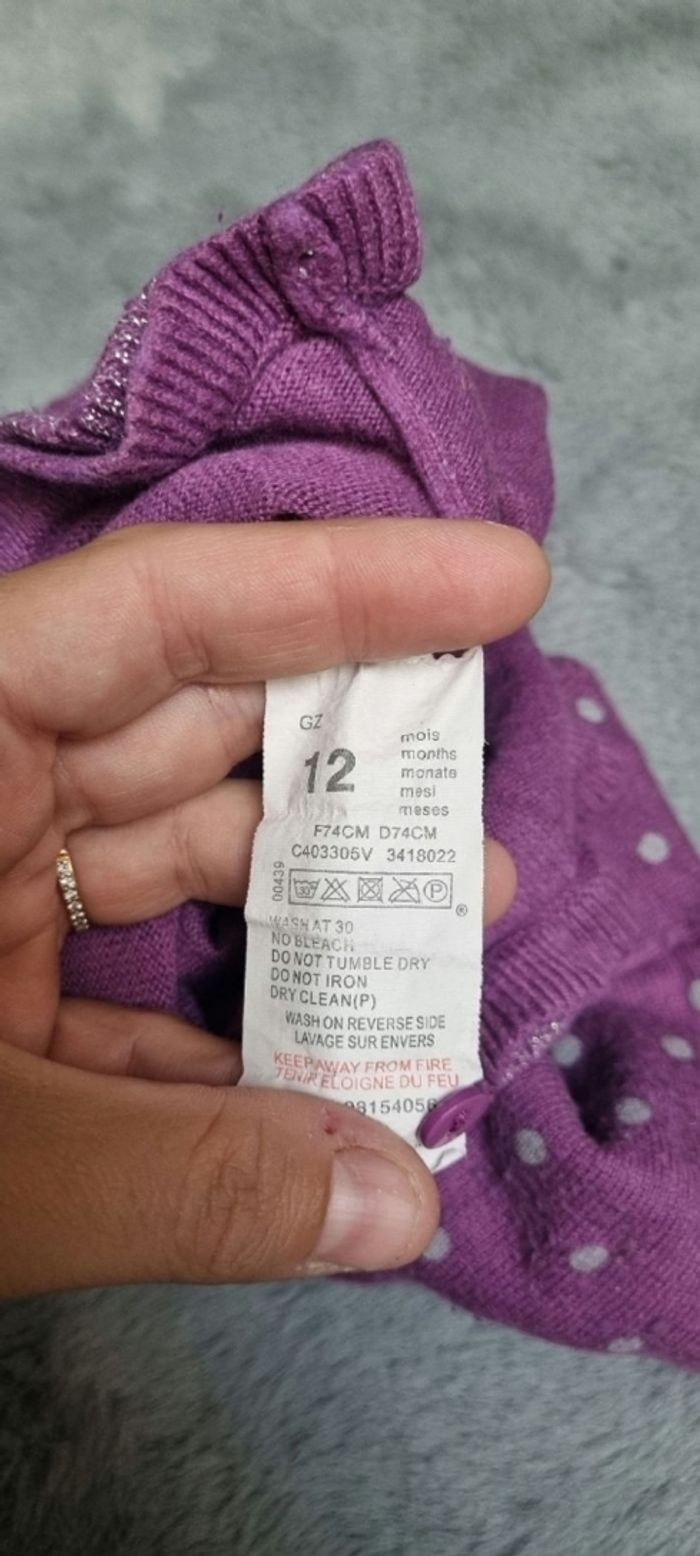 GZ
12
mois
months
monate
mesi
meses
F74CM D74CM
C403305V 3418022
00439
30° P
®
WASH AT 30
NO BLEACH
DO NOT TUMBLE DRY
DO NOT IRON
DRY CLEAN(P)
WASH ON REVERSE SIDE
LAVAGE SUR ENVERS
KEEP AWAY FROM FIRE
TENIR ELOIGNE DU FEU